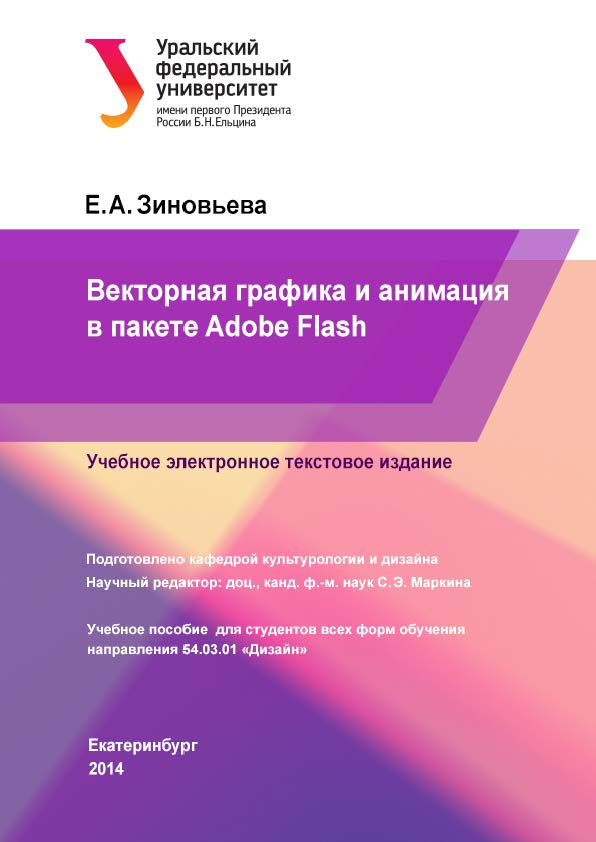 Уральский
федеральный
университет
имени первого Президента
России Б.Н.Ельцина
Е. А. Зиновьева
Векторная графика и анимация
в пакете Adobe Flash
Учебное электронное текстовое издание
Подготовлено кафедрой культурологии и дизайна
Научный редактор: доц., канд. ф.-м. наук С. Э. Маркина
Учебное пособие для студентов всех форм обучения
направления 54.03.01 «Дизайн»
Екатеринбург
2014